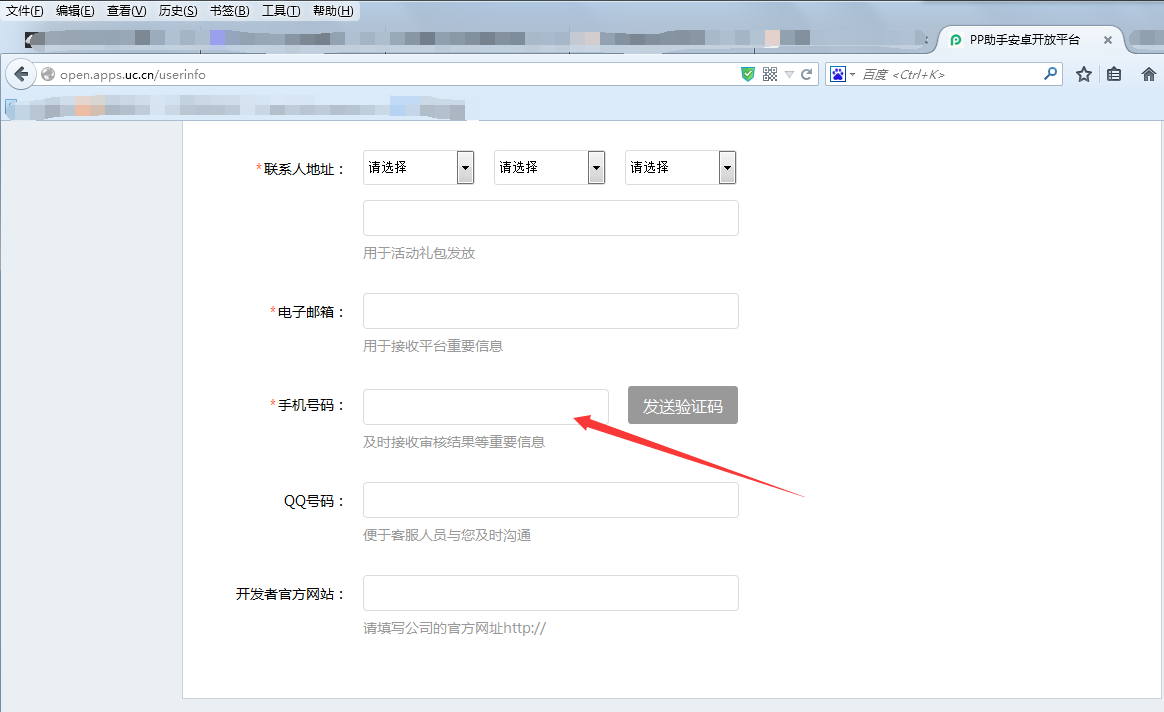 文件(F) 编辑(E) 查看(V) 历史(S) 书签(B) 工具(T) 帮助(H)
PP助手安卓开放平台
open.apps.uc.cn/userinfo
百度 <Ctrl+K>
*联系人地址： 请选择 请选择 请选择
用于活动礼包发放
*电子邮箱：
用于接收平台重要信息
*手机号码： 发送验证码
及时接收审核结果等重要信息
QQ号码：
便于客服人员与您及时沟通
开发者官方网站：
请填写公司的官方网址http://